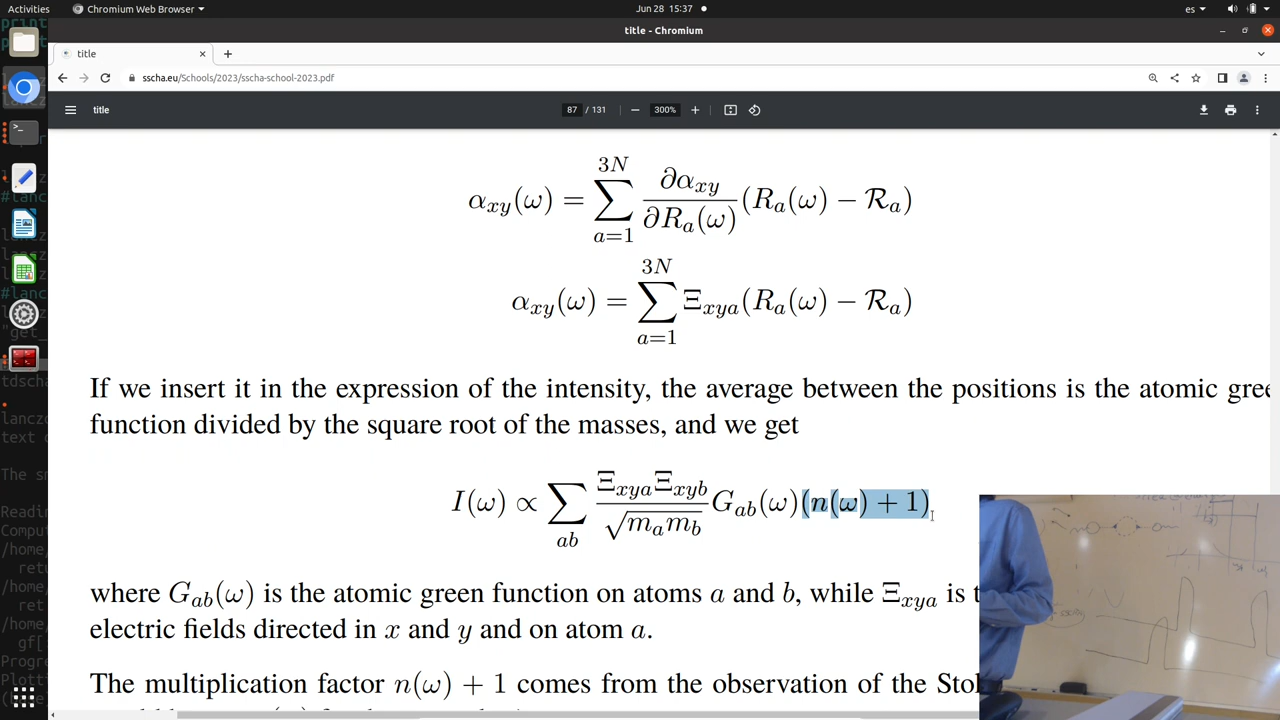 Activities
Chromium Web Browser
Jun 28 15:37
es
title - Chromium
title
sscha.eu/Schools/2023/sscha-school-2023.pdf
title
87 / 131
300%
α_xy(ω) = ∑_{a=1}^{3N} ∂α_xy/∂R_a(ω) (R_a(ω) − ℛ_a)
α_xy(ω) = ∑_{a=1}^{3N} Ξ_xya(R_a(ω) − ℛ_a)
If we insert it in the expression of the intensity, the average between the positions is the atomic gree
function divided by the square root of the masses, and we get
I(ω) ∝ ∑_{ab} Ξ_xya Ξ_xyb/√(m_a m_b) G_ab(ω)(n(ω) + 1)
where G_ab(ω) is the atomic green function on atoms a and b, while Ξ_xya is
electric fields directed in x and y and on atom a.
The multiplication factor n(ω) + 1 comes from the observation of the Sto